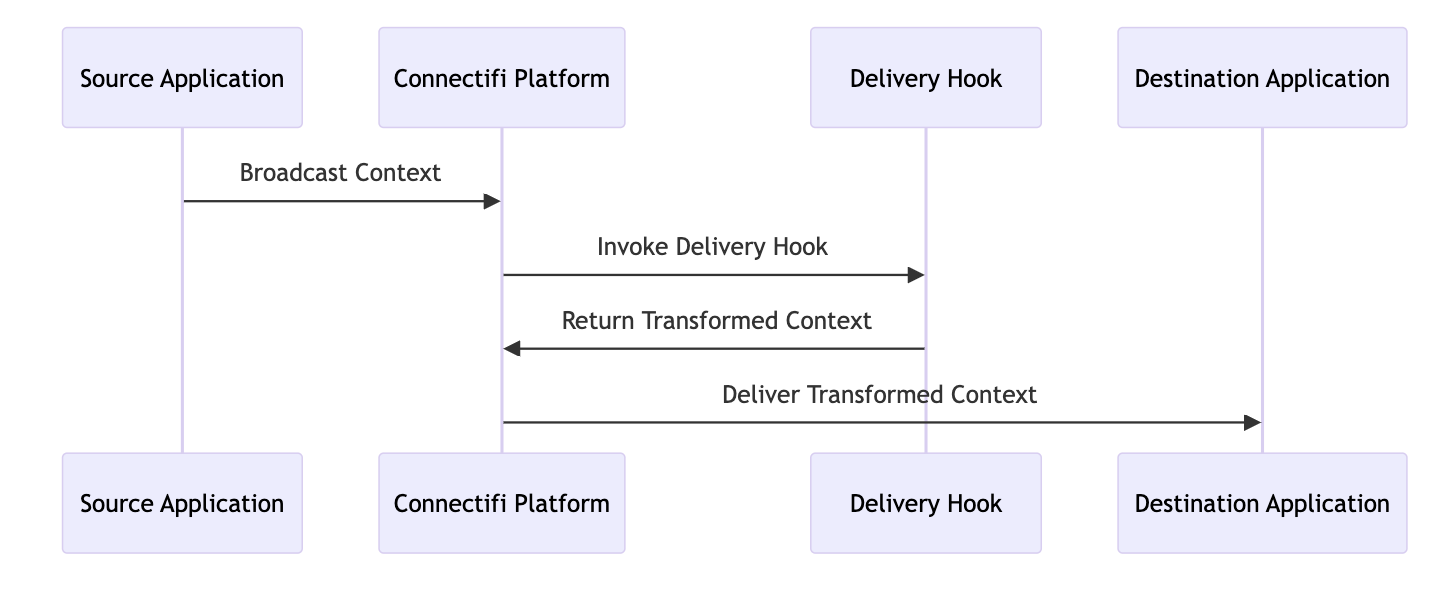 Source Application
Connectifi Platform
Delivery Hook
Destination Application
Broadcast Context
Invoke Delivery Hook
Return Transformed Context
Deliver Transformed Context
Source Application
Connectifi Platform
Delivery Hook
Destination Application